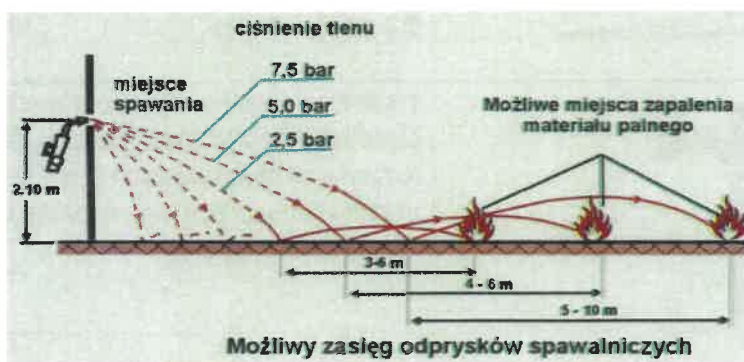 ciśnienie tlenu
miejsce
spawania
7,5 bar
5,0 bar
2,5 bar
Możliwe miejsca zapalenia
materiału palnego
2.10 m
3-6 m
4 - 6 m
5 - 10 m
Możliwy zasięg odprysków spawalniczych